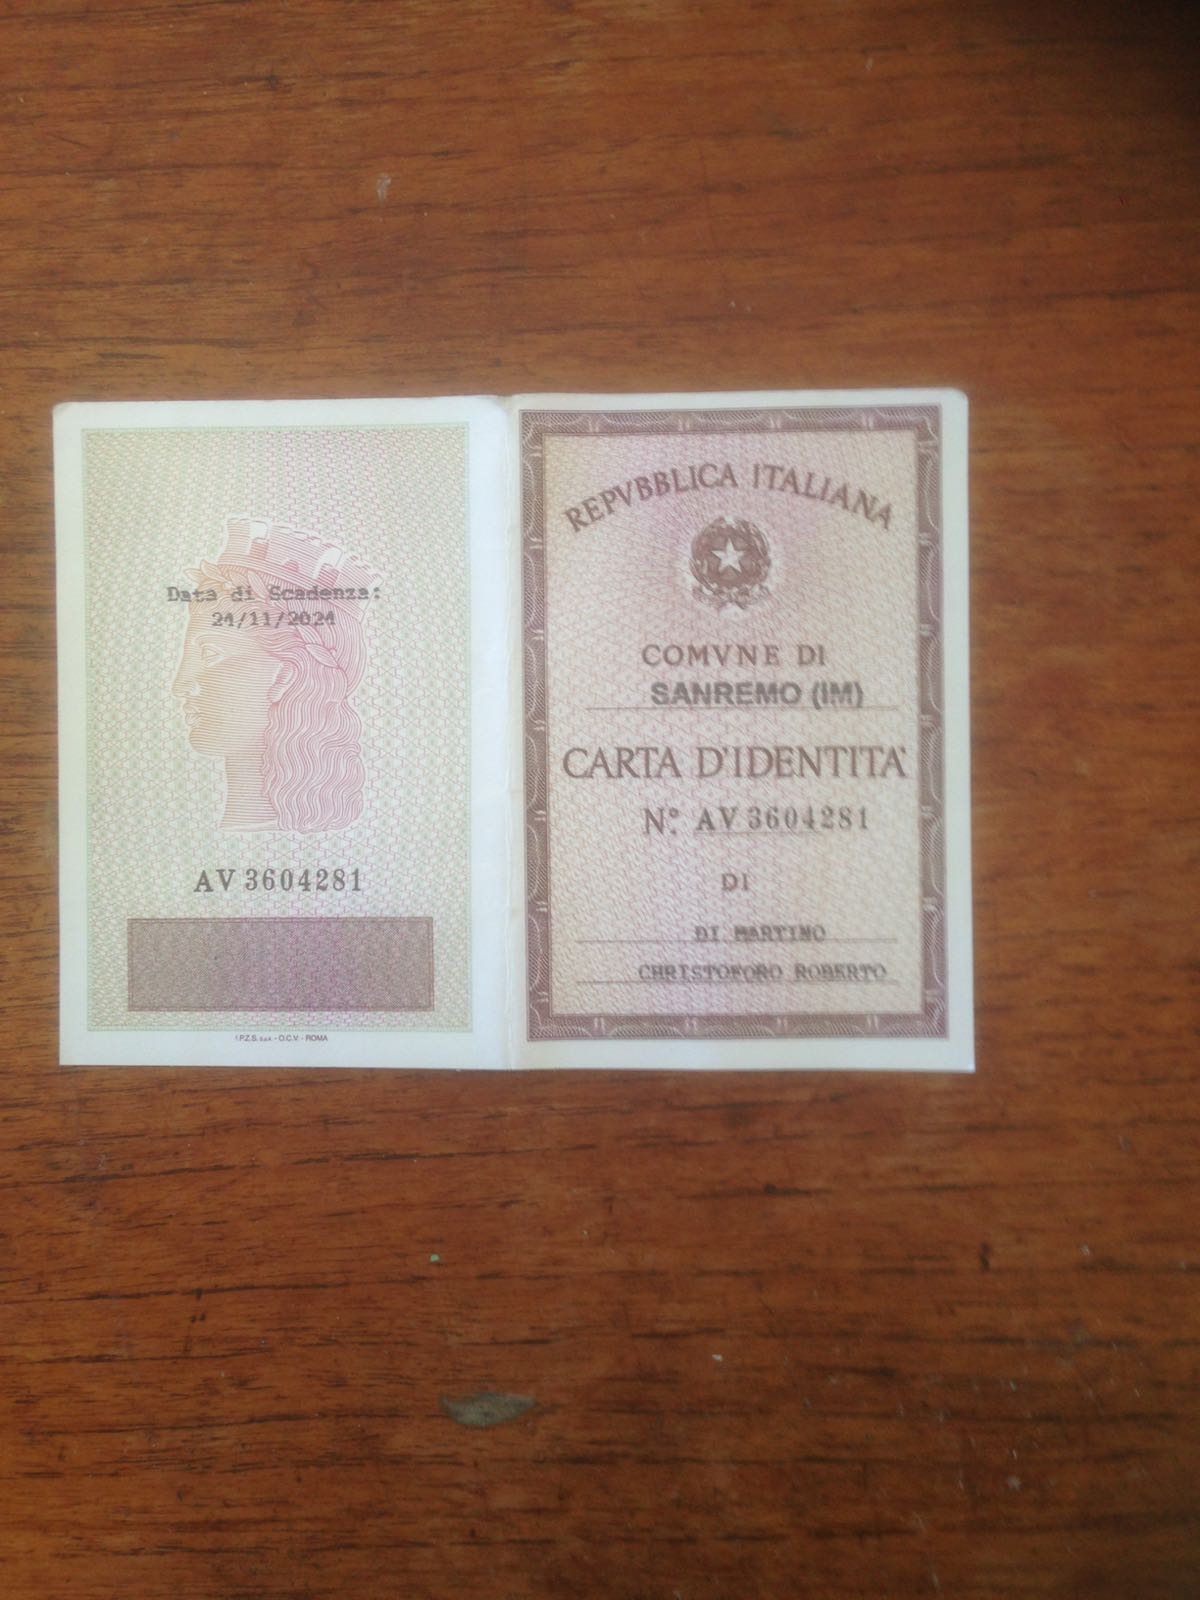 Data di Scadenza:
24/11/2024
AV 3604281
I.P.Z.S. S.p.A. - O.C.V. - ROMA
REPVBBLICA ITALIANA
COMVNE DI
SANREMO (IM)
CARTA D'IDENTITA'
N.° AV 3604281
DI
DI MARTINO
CHRISTOFORO ROBERTO